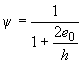 ψ = 1 / (1 + 2e₀/h)